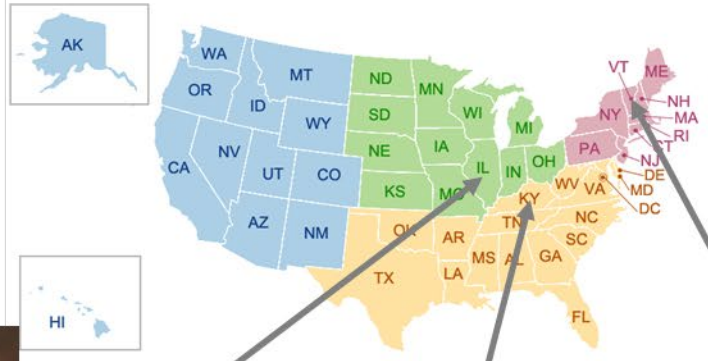 AK
WA
MT
ND
MN
VT
ME
OR
ID
SD
WI
MI
NY
NH
MA
WY
RI
CT
NV
NE
IA
PA
NJ
CA
UT
CO
IL
IN
OH
DE
KS
MO
WV
VA
MD
KY
DC
AZ
NM
OK
AR
TN
NC
SC
TX
LA
MS
AL
GA
FL
HI